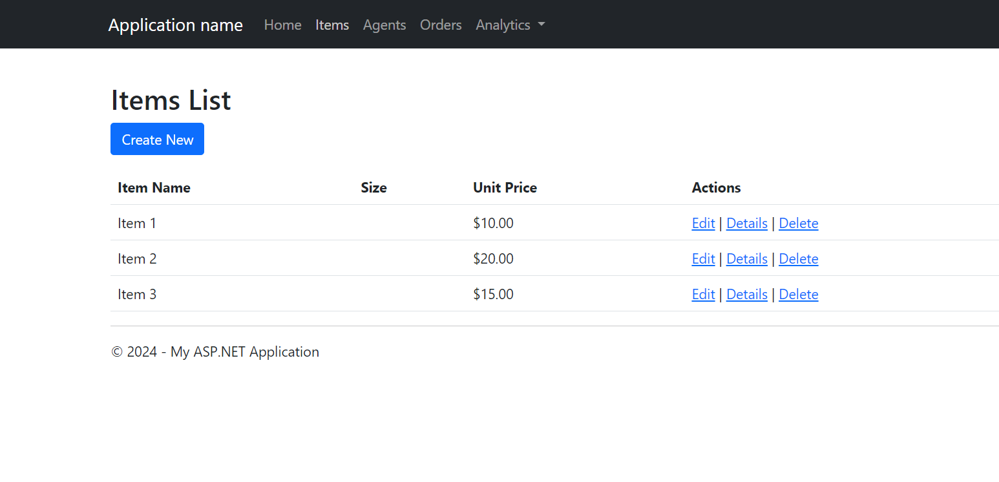 Application name Home Items Agents Orders Analytics
Items List
Create New
Item Name Size Unit Price Actions
Item 1 $10.00 Edit | Details | Delete
Item 2 $20.00 Edit | Details | Delete
Item 3 $15.00 Edit | Details | Delete
© 2024 - My ASP.NET Application